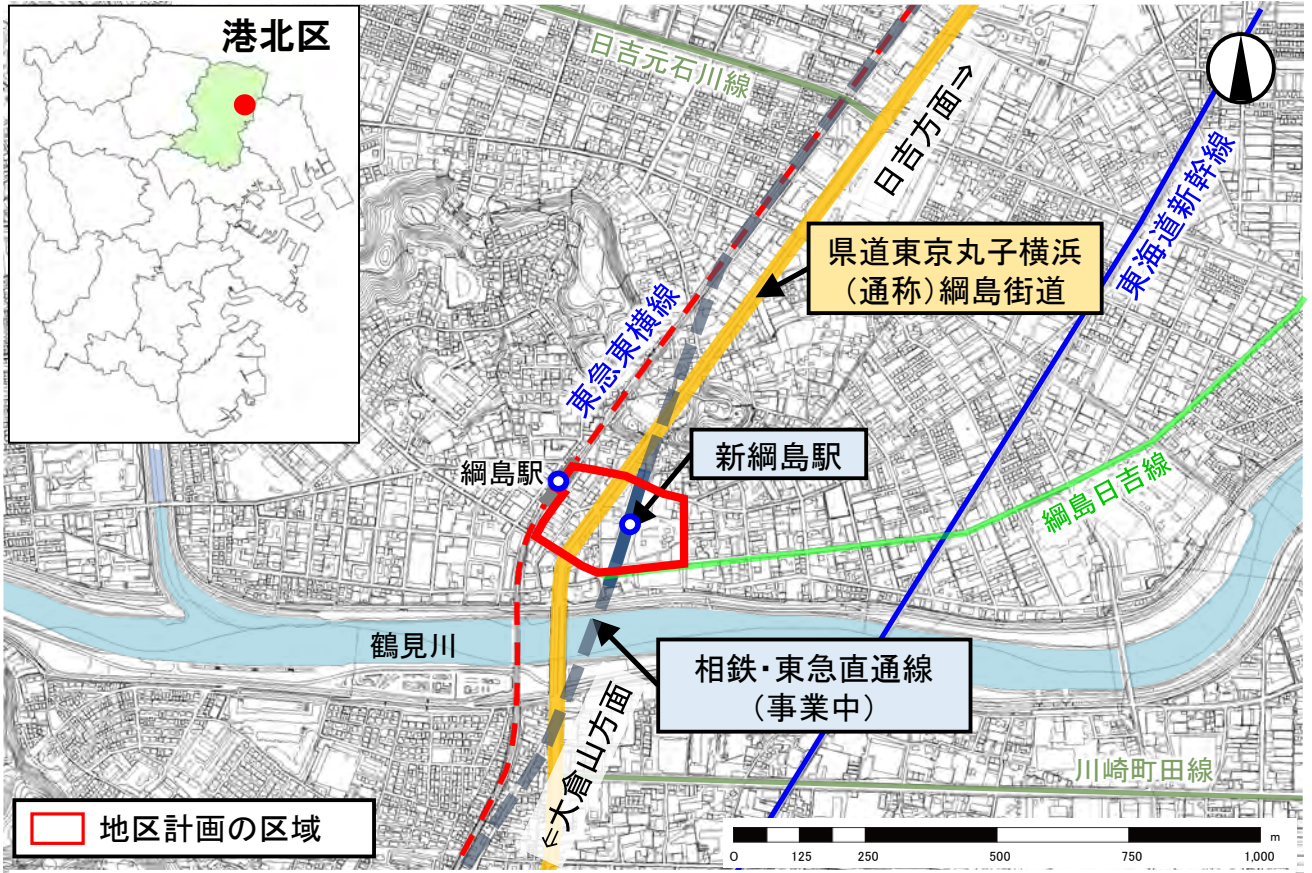 港北区
日吉元石川線
日吉方面→
東海道新幹線
県道東京丸子横浜
（通称）綱島街道
東急東横線
綱島駅
新綱島駅
綱島日吉線
鶴見川
相鉄・東急直通線
（事業中）
←大倉山方面
川崎町田線
地区計画の区域
0 125 250 500 750 1,000 m